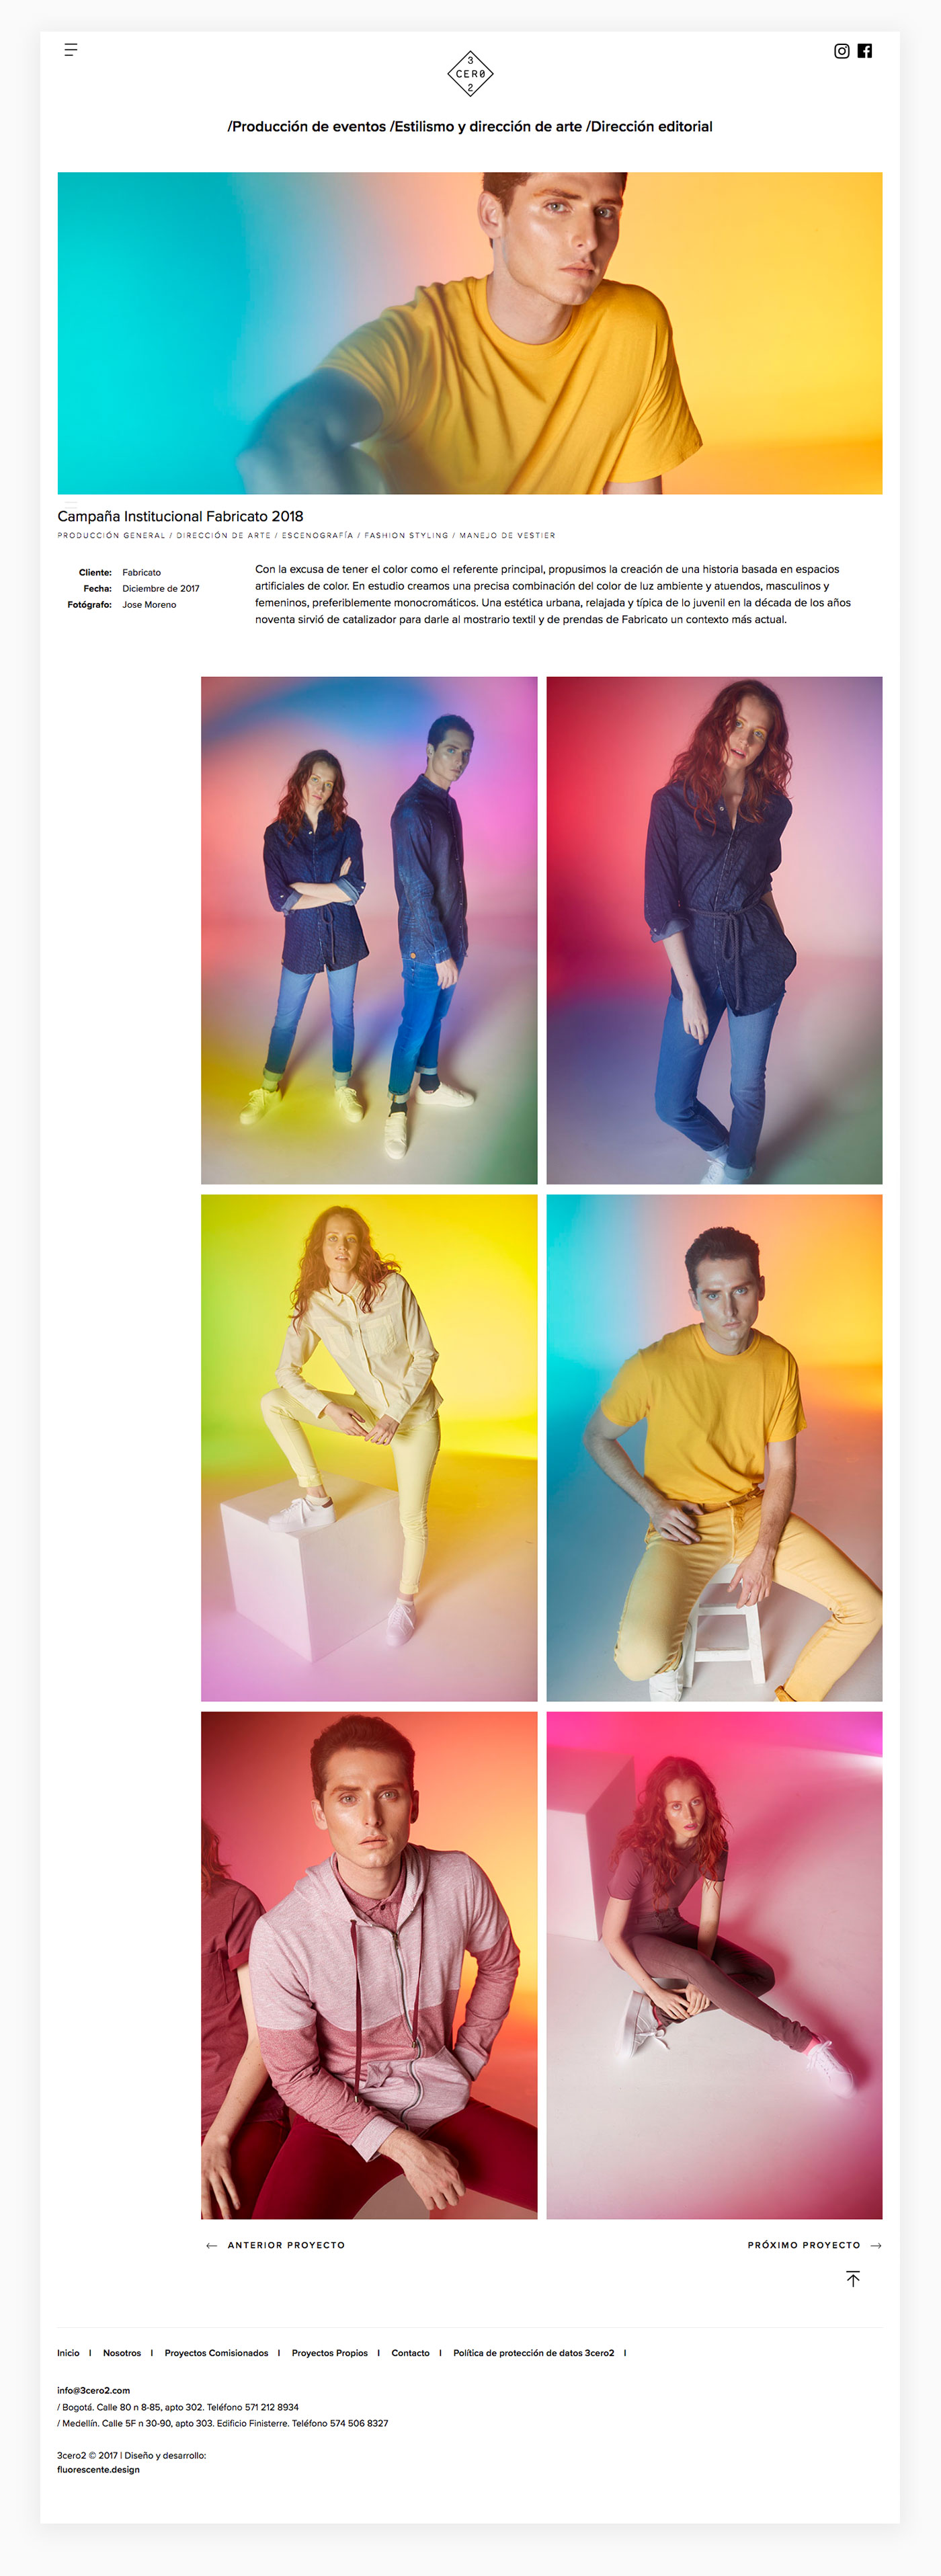 3
CER0
2
/Producción de eventos /Estilismo y dirección de arte /Dirección editorial
Campaña Institucional Fabricato 2018
PRODUCCIÓN GENERAL / DIRECCIÓN DE ARTE / ESCENOGRAFÍA / FASHION STYLING / MANEJO DE VESTIER
Cliente: Fabricato
Fecha: Diciembre de 2017
Fotógrafo: Jose Moreno
Con la excusa de tener el color como el referente principal, propusimos la creación de una historia basada en espacios
artificiales de color. En estudio creamos una precisa combinación del color de luz ambiente y atuendos, masculinos y
femeninos, preferiblemente monocromáticos. Una estética urbana, relajada y típica de lo juvenil en la década de los años
noventa sirvió de catalizador para darle al mostrario textil y de prendas de Fabricato un contexto más actual.
← ANTERIOR PROYECTO
PRÓXIMO PROYECTO →
Inicio | Nosotros | Proyectos Comisionados | Proyectos Propios | Contacto | Política de protección de datos 3cero2 |
info@3cero2.com
/ Bogotá. Calle 80 n 8-85, apto 302. Teléfono 571 212 8934
/ Medellín. Calle 5F n 30-90, apto 303. Edificio Finisterre. Teléfono 574 506 8327
3cero2 © 2017 | Diseño y desarrollo:
fluorescente.design